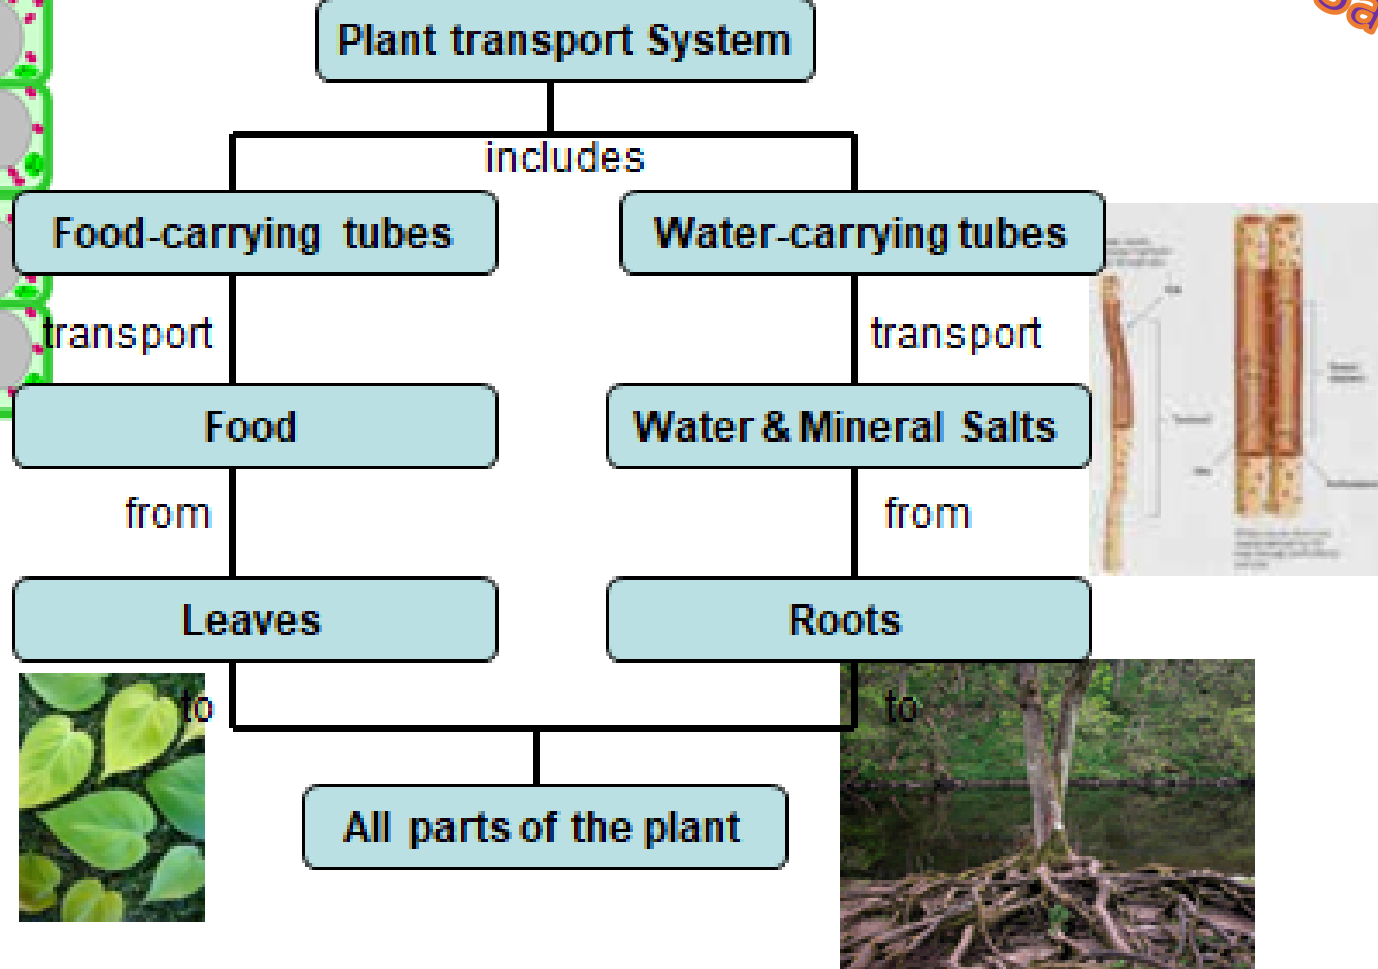 Plant transport System
includes
Food-carrying tubes
Water-carrying tubes
transport
transport
Food
Water & Mineral Salts
from
from
Leaves
Roots
to
to
All parts of the plant